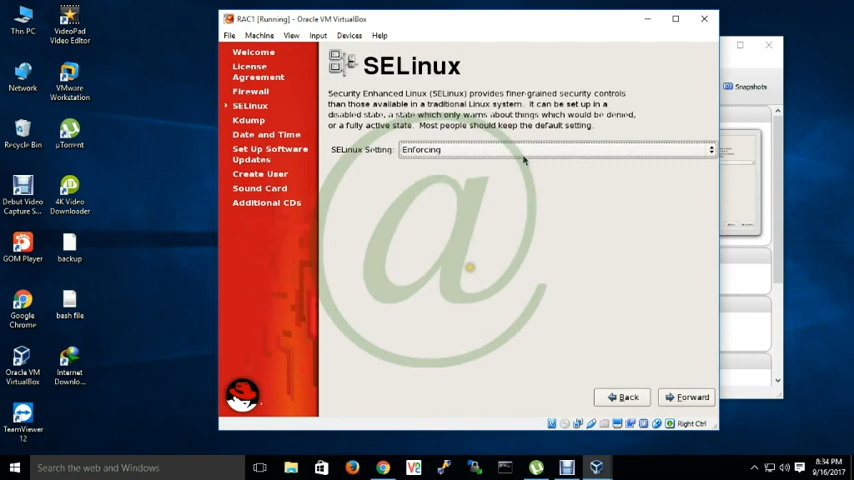 RAC1 [Running] - Oracle VM VirtualBox
File Machine View Input Devices Help
This PC
VideoPad
Video Editor
Network
VMware
Workstation
Recycle Bin
µTorrent
Debut Video
Capture S...
4K Video
Downloader
GOM Player
backup
Google
Chrome
bash file
Oracle VM
VirtualBox
Internet
Downlo...
TeamViewer
12
Welcome
License
Agreement
Firewall
SELinux
Kdump
Date and Time
Set Up Software
Updates
Create User
Sound Card
Additional CDs
SELinux
Security Enhanced Linux (SELinux) provides finer-grained security controls
than those available in a traditional Linux system. It can be set up in a
disabled state, a state which only warns about things which would be denied,
or a fully active state. Most people should keep the default setting.
SELinux Setting: Enforcing
@
Back
Forward
Right Ctrl
Snapshots
Search the web and Windows
8:34 PM
9/16/2017